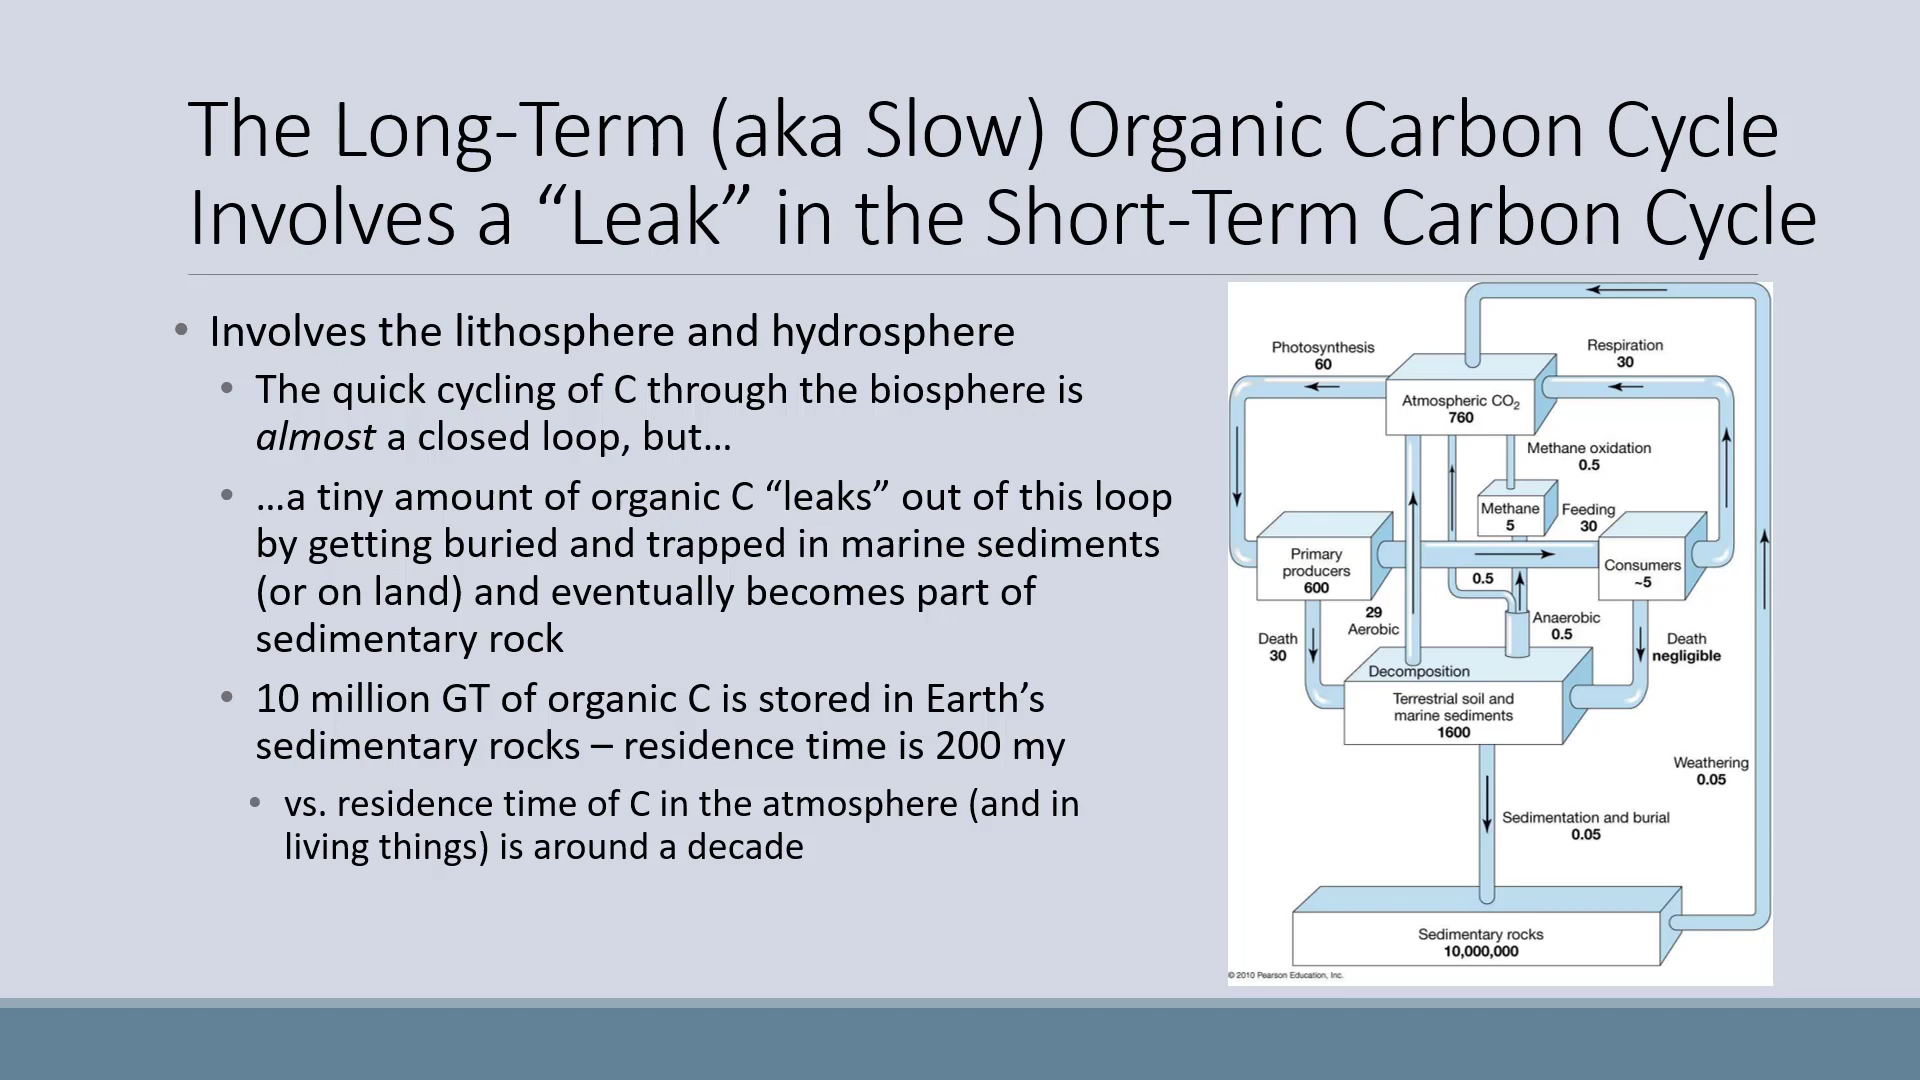 The Long-Term (aka Slow) Organic Carbon Cycle
Involves a “Leak” in the Short-Term Carbon Cycle
• Involves the lithosphere and hydrosphere
• The quick cycling of C through the biosphere is
almost a closed loop, but…
• …a tiny amount of organic C “leaks” out of this loop
by getting buried and trapped in marine sediments
(or on land) and eventually becomes part of
sedimentary rock
• 10 million GT of organic C is stored in Earth’s
sedimentary rocks – residence time is 200 my
• vs. residence time of C in the atmosphere (and in
living things) is around a decade
Photosynthesis
60
Respiration
30
Atmospheric CO₂
760
Methane oxidation
0.5
Methane
5
Feeding
30
Primary
producers
600
Consumers
~5
0.5
29
Aerobic
Anaerobic
0.5
Death
30
Death
negligible
Decomposition
Terrestrial soil and
marine sediments
1600
Weathering
0.05
Sedimentation and burial
0.05
Sedimentary rocks
10,000,000
© 2010 Pearson Education, Inc.